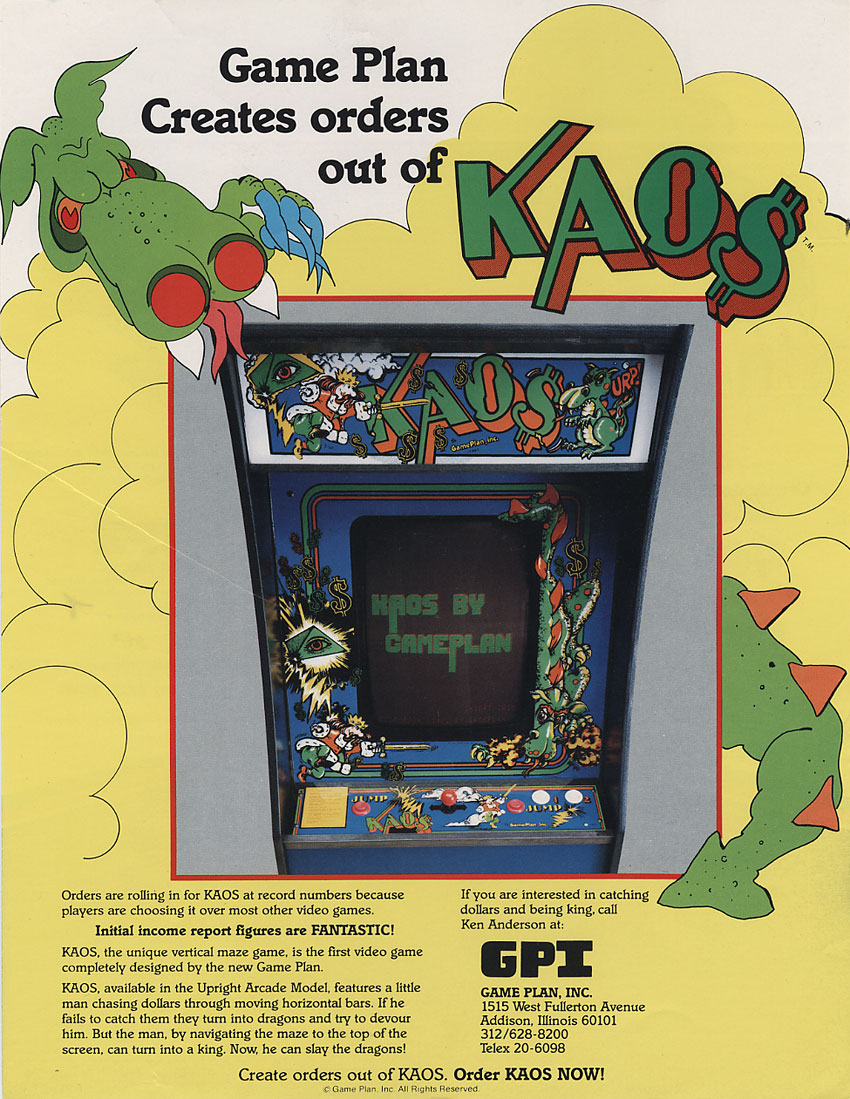 Game Plan
Creates orders
out of
KAO$
T.M.
KAO$
URP!
GamePlan, inc.
KAOS BY
GAMEPLAN
JUMP
KAO$
GamePlan, inc.
JUMP
1
2
Orders are rolling in for KAOS at record numbers because
players are choosing it over most other video games.
Initial income report figures are FANTASTIC!
KAOS, the unique vertical maze game, is the first video game
completely designed by the new Game Plan.
KAOS, available in the Upright Arcade Model, features a little
man chasing dollars through moving horizontal bars. If he
fails to catch them they turn into dragons and try to devour
him. But the man, by navigating the maze to the top of the
screen, can turn into a king. Now, he can slay the dragons!
If you are interested in catching
dollars and being king, call
Ken Anderson at:
GPI
GAME PLAN, INC.
1515 West Fullerton Avenue
Addison, Illinois 60101
312/628-8200
Telex 20-6098
Create orders out of KAOS. Order KAOS NOW!
© Game Plan, Inc. All Rights Reserved.